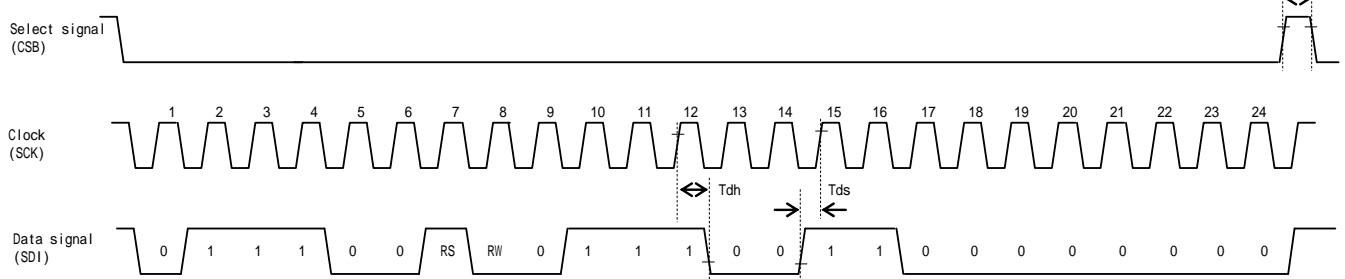 Select signal
(CSB)
1 2 3 4 5 6 7 8 9 10 11 12 13 14 15 16 17 18 19 20 21 22 23 24
Clock
(SCK)
Tdh Tds
Data signal
(SDI)
0 1 1 1 0 0 RS RW 0 1 1 1 0 0 1 1 0 0 0 0 0 0 0 0